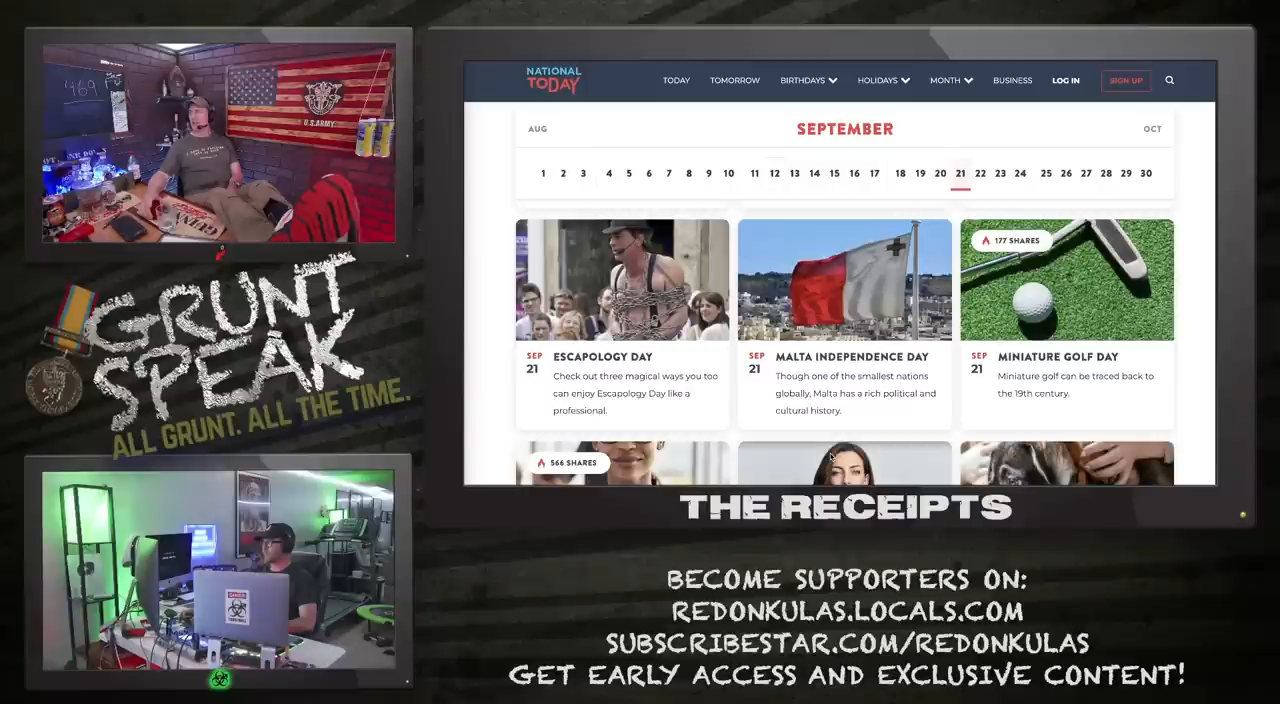 469
U.S. ARMY
GRUNT
SPEAK
ALL GRUNT. ALL THE TIME.
NATIONAL
TODAY
TODAY TOMORROW BIRTHDAYS HOLIDAYS MONTH BUSINESS LOG IN SIGN UP
AUG SEPTEMBER OCT
1 2 3 4 5 6 7 8 9 10 11 12 13 14 15 16 17 18 19 20 21 22 23 24 25 26 27 28 29 30
SEP
21
ESCAPOLOGY DAY
Check out three magical ways you too
can enjoy Escapology Day like a
professional.
SEP
21
MALTA INDEPENDENCE DAY
Though one of the smallest nations
globally, Malta has a rich political and
cultural history.
177 SHARES
SEP
21
MINIATURE GOLF DAY
Miniature golf can be traced back to
the 19th century.
566 SHARES
THE RECEIPTS
BECOME SUPPORTERS ON:
REDONKULAS.LOCALS.COM
SUBSCRIBESTAR.COM/REDONKULAS
GET EARLY ACCESS AND EXCLUSIVE CONTENT!